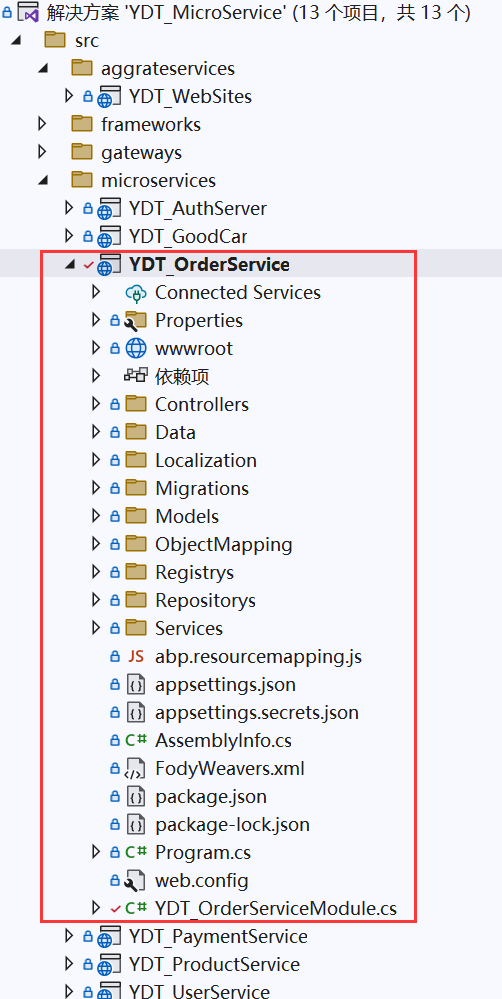 解决方案 'YDT_MicroService' (13 个项目，共 13 个)
src
aggrateservices
YDT_WebSites
frameworks
gateways
microservices
YDT_AuthServer
YDT_GoodCar
YDT_OrderService
Connected Services
Properties
wwwroot
依赖项
Controllers
Data
Localization
Migrations
Models
ObjectMapping
Registrys
Repositorys
Services
JS abp.resourcemapping.js
appsettings.json
appsettings.secrets.json
C# AssemblyInfo.cs
FodyWeavers.xml
package.json
package-lock.json
C# Program.cs
web.config
C# YDT_OrderServiceModule.cs
YDT_PaymentService
YDT_ProductService
YDT_UserService